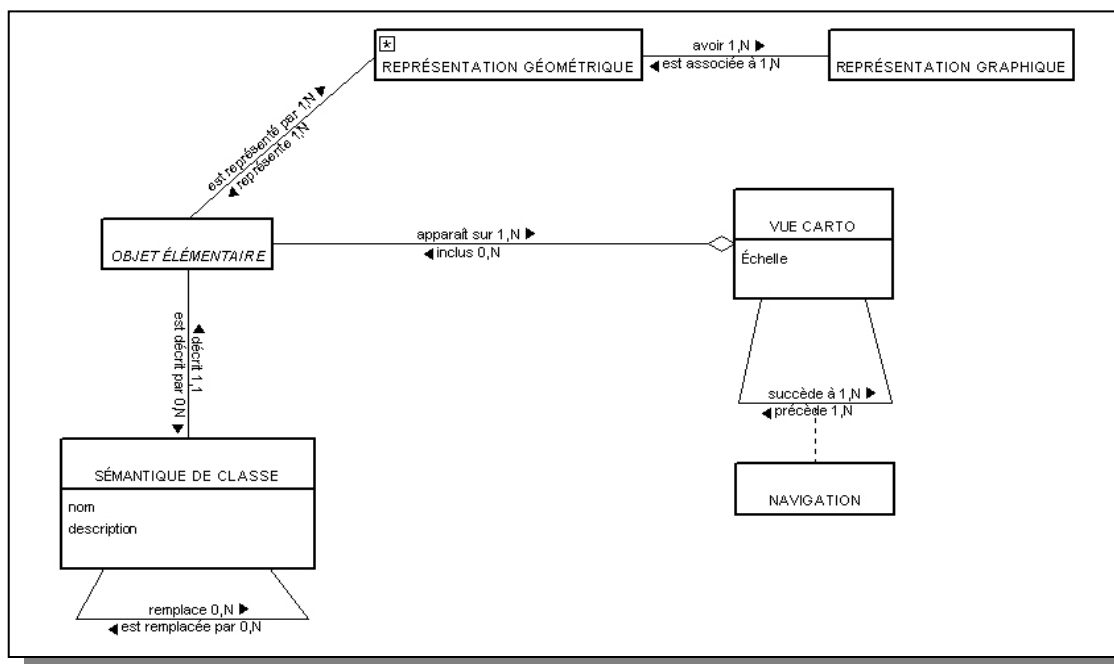 *
REPRÉSENTATION GÉOMÉTRIQUE
avoir 1,N ▶
◀ est associée à 1,N
REPRÉSENTATION GRAPHIQUE
est représenté par 1,N ▶
◀ représente 1,N
OBJET ÉLÉMENTAIRE
apparaît sur 1,N ▶
◀ inclus 0,N
VUE CARTO
Échelle
◀ décrit 1,1
est décrit par 0,N ▶
succède à 1,N ▶
◀ précède 1,N
SÉMANTIQUE DE CLASSE
nom
description
NAVIGATION
remplace 0,N ▶
◀ est remplacée par 0,N